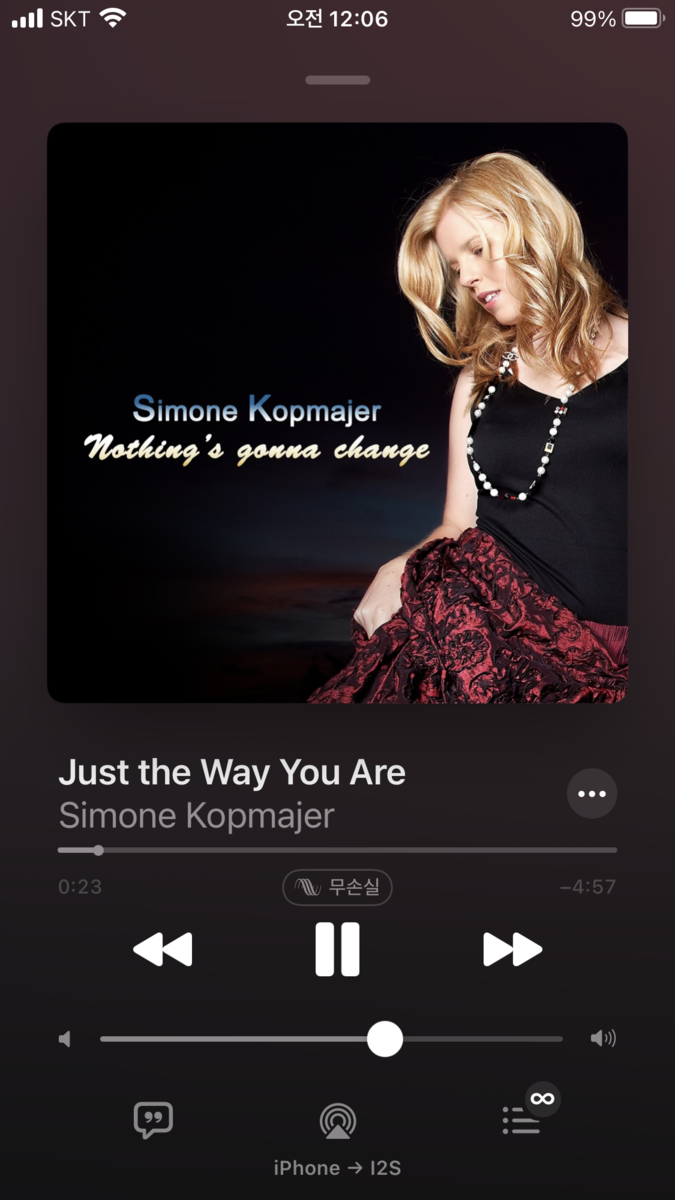 SKT 오전 12:06 99%
Simone Kopmajer
Nothing's gonna change
Just the Way You Are
Simone Kopmajer
0:23 무손실 −4:57
iPhone → I2S